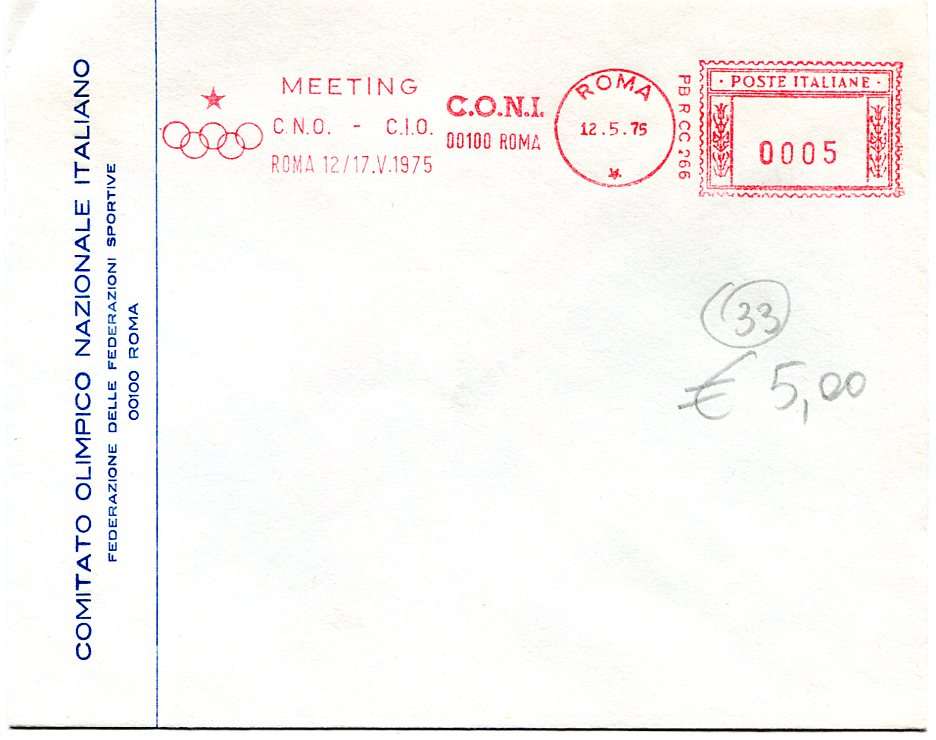 COMITATO OLIMPICO NAZIONALE ITALIANO
FEDERAZIONE DELLE FEDERAZIONI SPORTIVE
00100 ROMA
MEETING
C.N.O. - C.I.O.
ROMA 12/17.V.1975
C.O.N.I.
00100 ROMA
ROMA
12.5.75
PB R CC 266
· POSTE ITALIANE ·
0005
33
€ 5,00